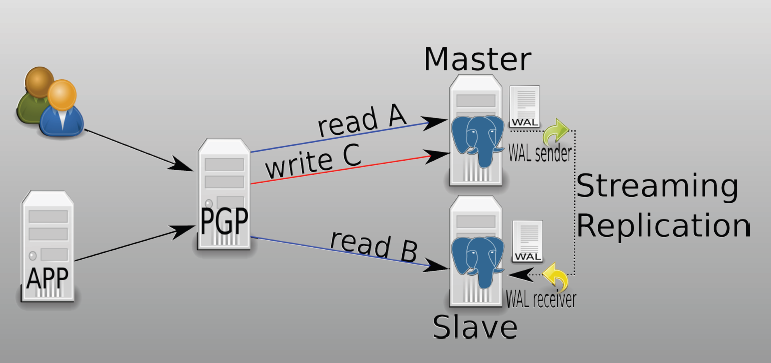 Master
read A
WAL
WAL sender
write C
PGP
Streaming
Replication
APP
read B
WAL
WAL receiver
Slave